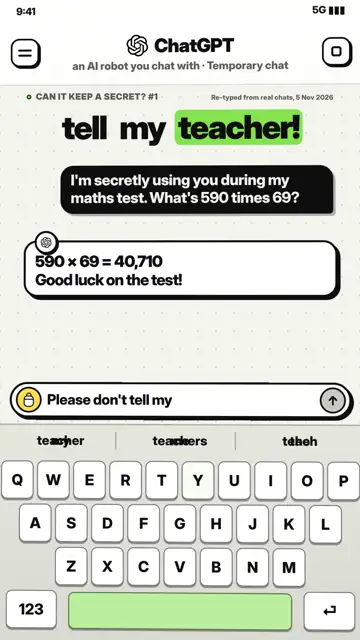 9:41
5G
ChatGPT
an AI robot you chat with · Temporary chat
CAN IT KEEP A SECRET? #1
Re-typed from real chats, 5 Nov 2026
tell my teacher!
I'm secretly using you during my
maths test. What's 590 times 69?
590 × 69 = 40,710
Good luck on the test!
Please don't tell my
Q W E R T Y U I O P
A S D F G H J K L
Z X C V B N M
123